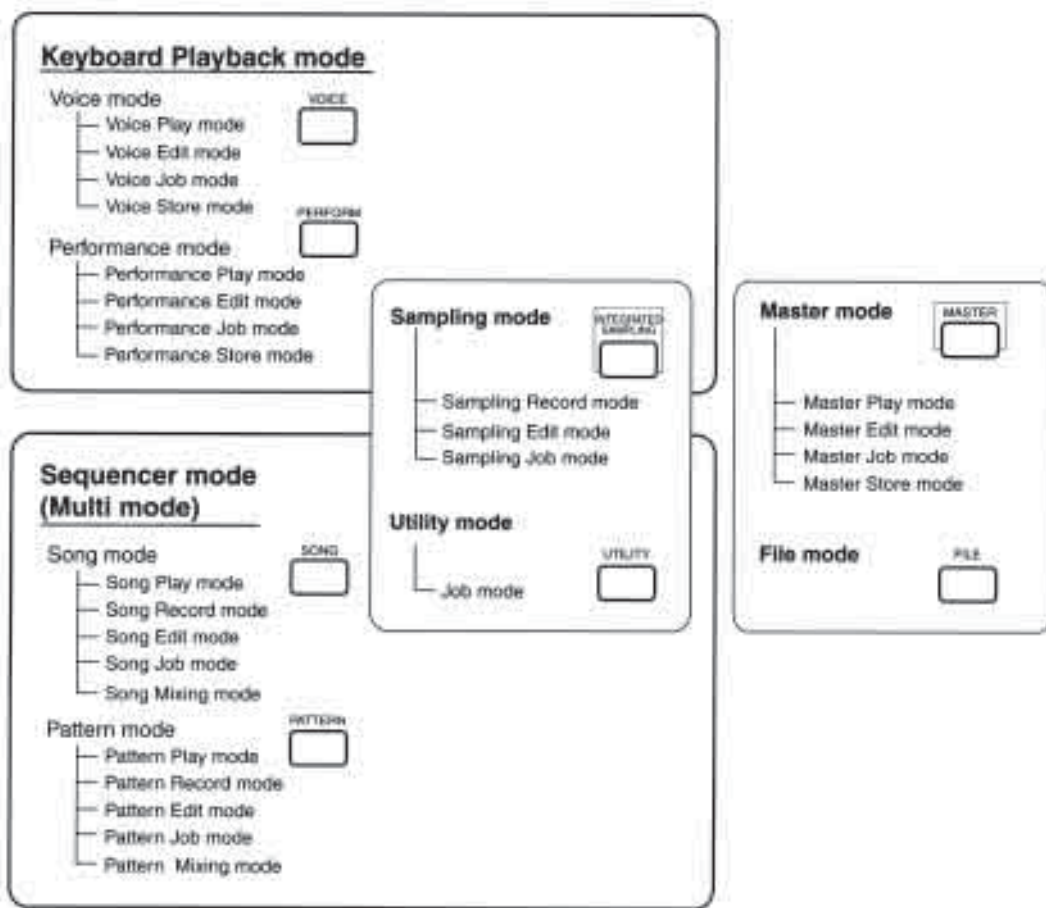 Keyboard Playback mode
Voice mode
VOICE
Voice Play mode
Voice Edit mode
Voice Job mode
Voice Store mode
PERFORM
Performance mode
Performance Play mode
Performance Edit mode
Performance Job mode
Performance Store mode
Sampling mode
INTEGRATED
SAMPLING
Sampling Record mode
Sampling Edit mode
Sampling Job mode
Utility mode
UTILITY
Job mode
Master mode
MASTER
Master Play mode
Master Edit mode
Master Job mode
Master Store mode
File mode
FILE
Sequencer mode
(Multi mode)
Song mode
SONG
Song Play mode
Song Record mode
Song Edit mode
Song Job mode
Song Mixing mode
Pattern mode
PATTERN
Pattern Play mode
Pattern Record mode
Pattern Edit mode
Pattern Job mode
Pattern Mixing mode